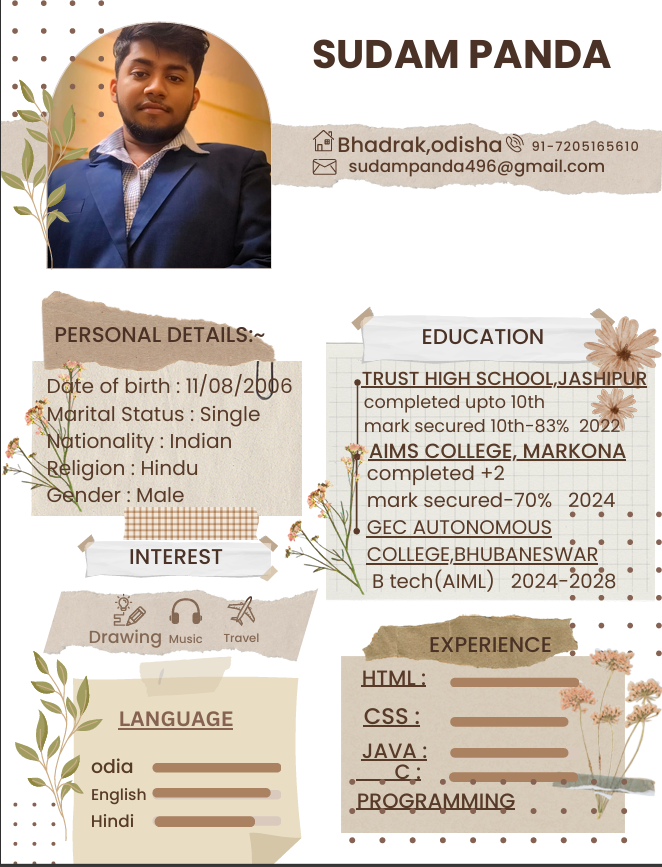 SUDAM PANDA
Bhadrak,odisha 91-7205165610
sudampanda496@gmail.com
PERSONAL DETAILS:~
Date of birth : 11/08/2006
Marital Status : Single
Nationality : Indian
Religion : Hindu
Gender : Male
INTEREST
Drawing Music Travel
LANGUAGE
odia
English
Hindi
EDUCATION
TRUST HIGH SCHOOL,JASHIPUR
completed upto 10th
mark secured 10th-83% 2022
AIMS COLLEGE, MARKONA
completed +2
mark secured-70% 2024
GEC AUTONOMOUS
COLLEGE,BHUBANESWAR
B tech(AIML) 2024-2028
EXPERIENCE
HTML :
CSS :
JAVA :
C :
PROGRAMMING